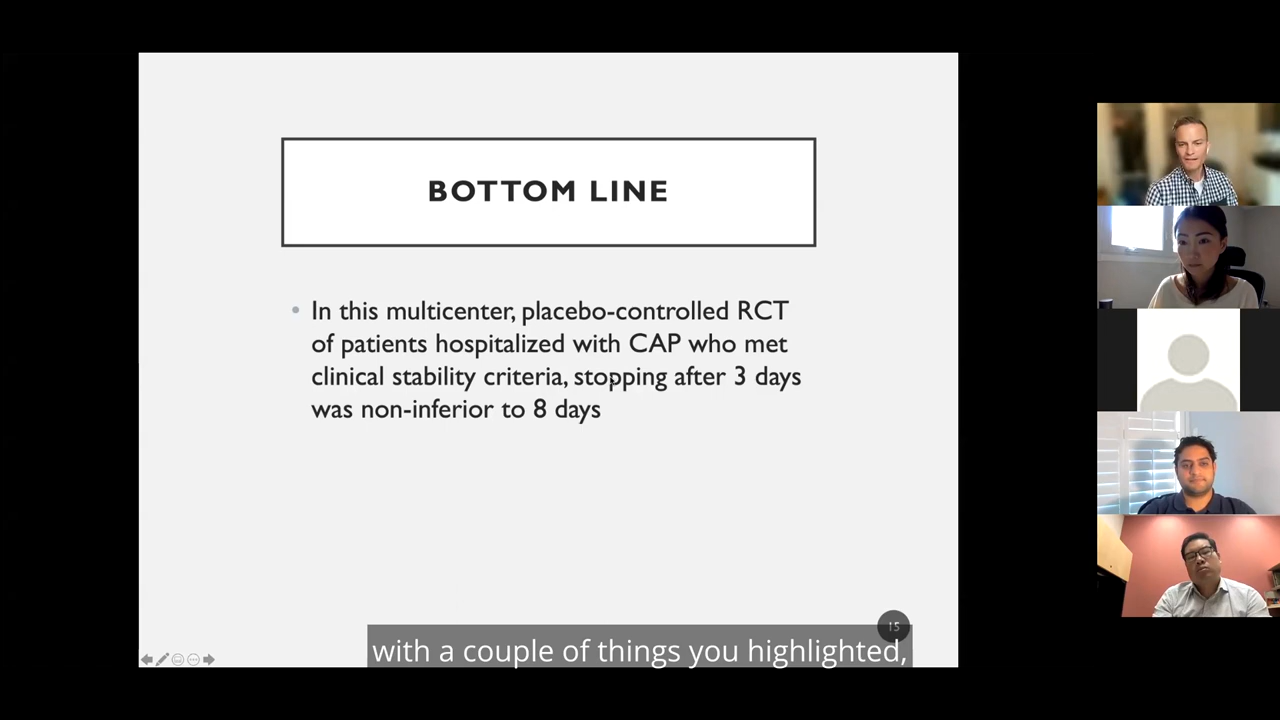 BOTTOM LINE
• In this multicenter, placebo-controlled RCT
of patients hospitalized with CAP who met
clinical stability criteria, stopping after 3 days
was non-inferior to 8 days
15
with a couple of things you highlighted,